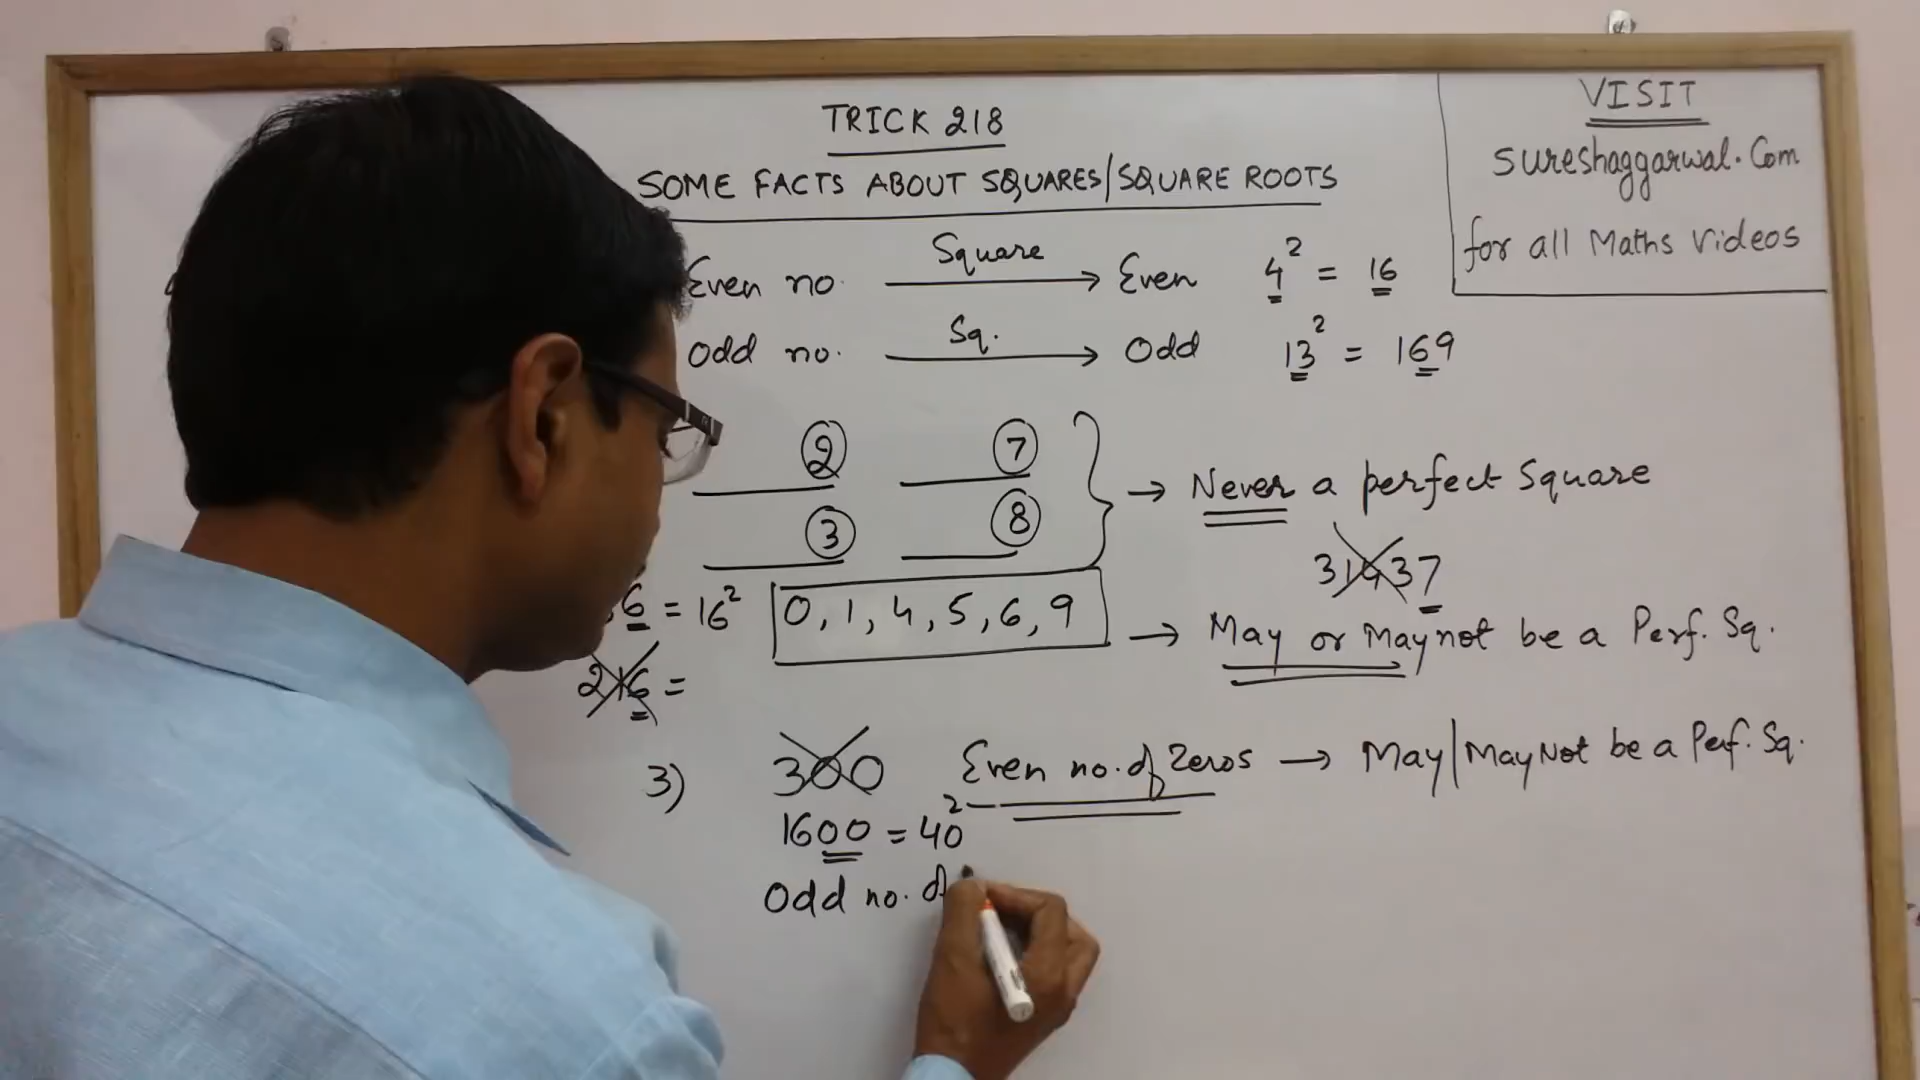 TRICK 218
SOME FACTS ABOUT SQUARES/SQUARE ROOTS
VISIT
sureshaggarwal.Com
for all Maths Videos
Even no. Square → Even 4² = 16
Odd no. Sq. → Odd 13² = 169
2 7
3 8
→ Never a perfect Square
31437
6 = 16² 0, 1, 4, 5, 6, 9 → May or May not be a Perf. Sq.
216 =
3) 300 Even no. of Zeros → May/May Not be a Perf. Sq.
1600 = 40²
Odd no. of